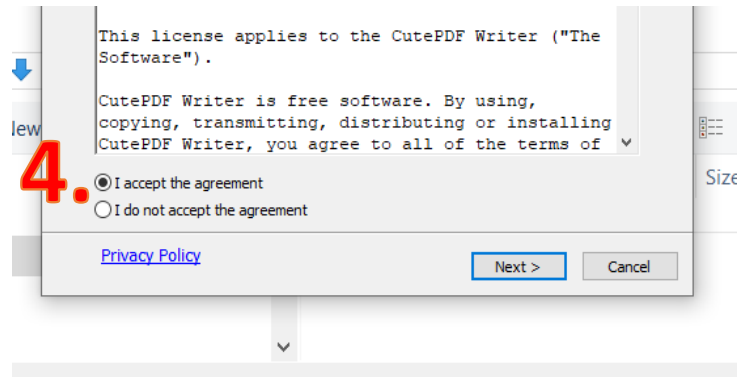 This license applies to the CutePDF Writer ("The
Software").
CutePDF Writer is free software. By using,
copying, transmitting, distributing or installing
CutePDF Writer, you agree to all of the terms of
4.
I accept the agreement
I do not accept the agreement
Size
Privacy Policy
Next >
Cancel